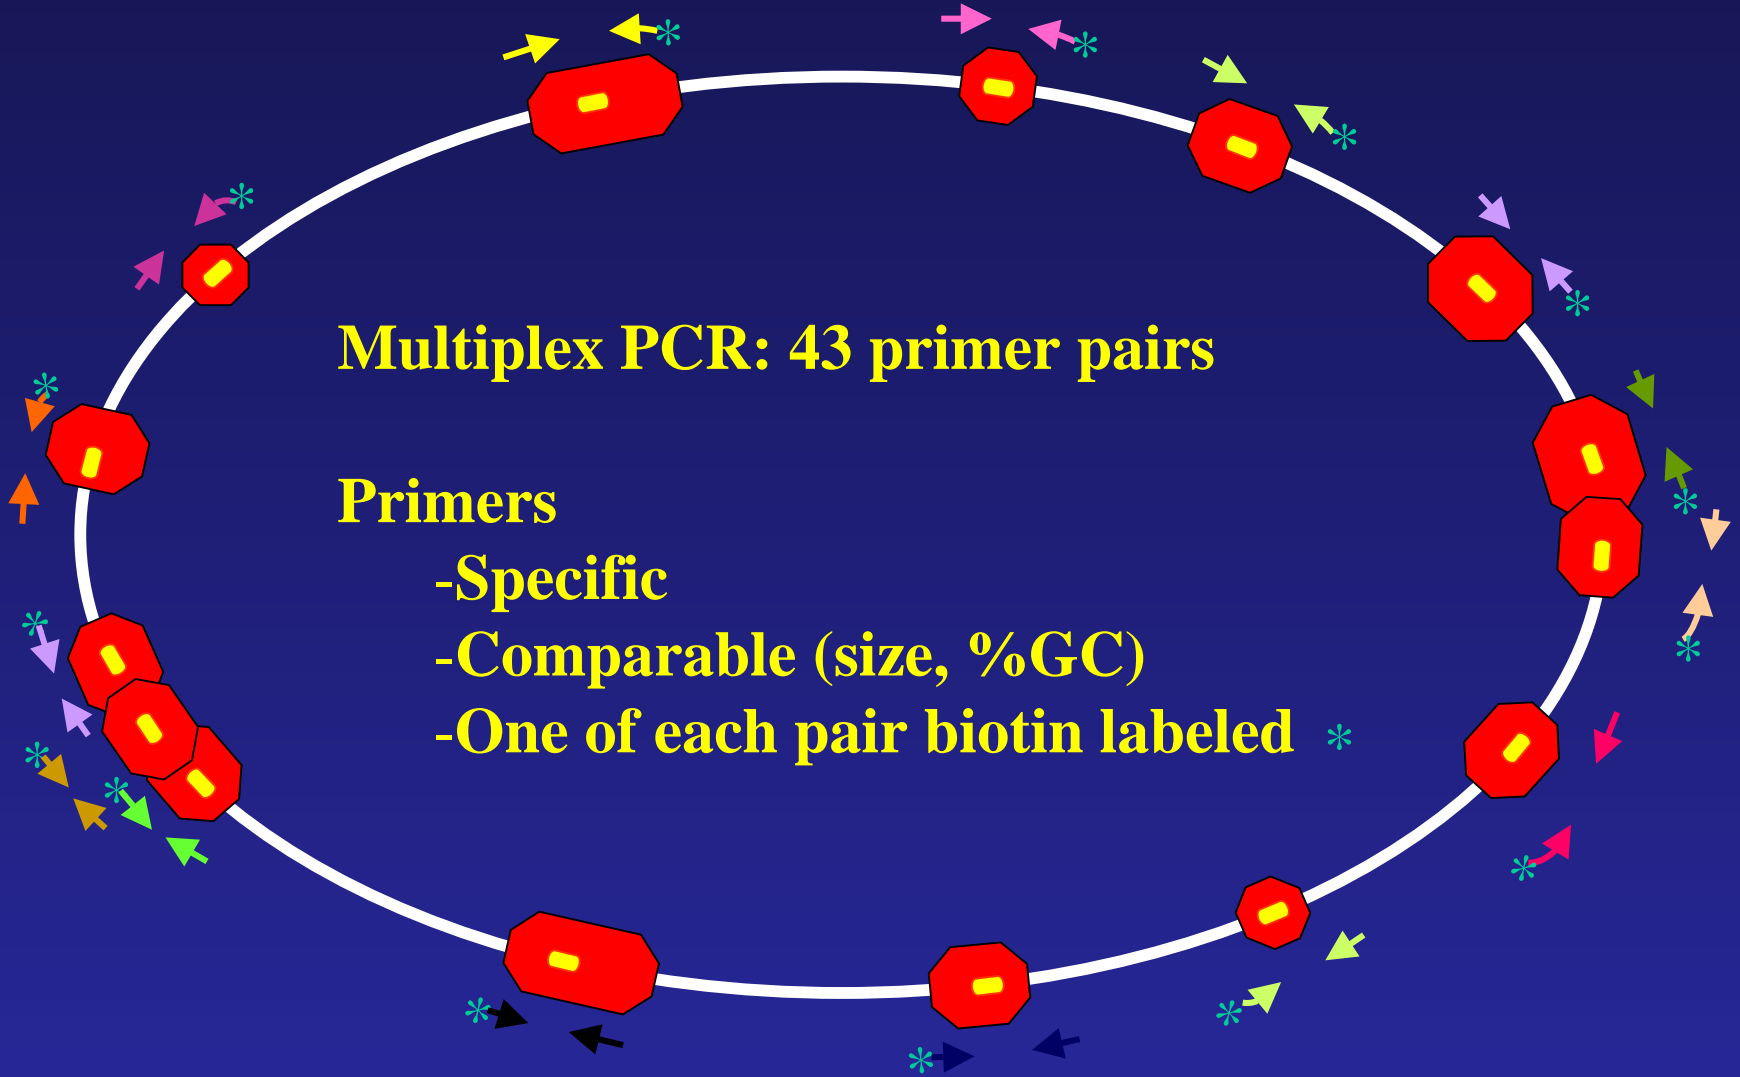 Multiplex PCR: 43 primer pairs
Primers
-Specific
-Comparable (size, %GC)
-One of each pair biotin labeled *